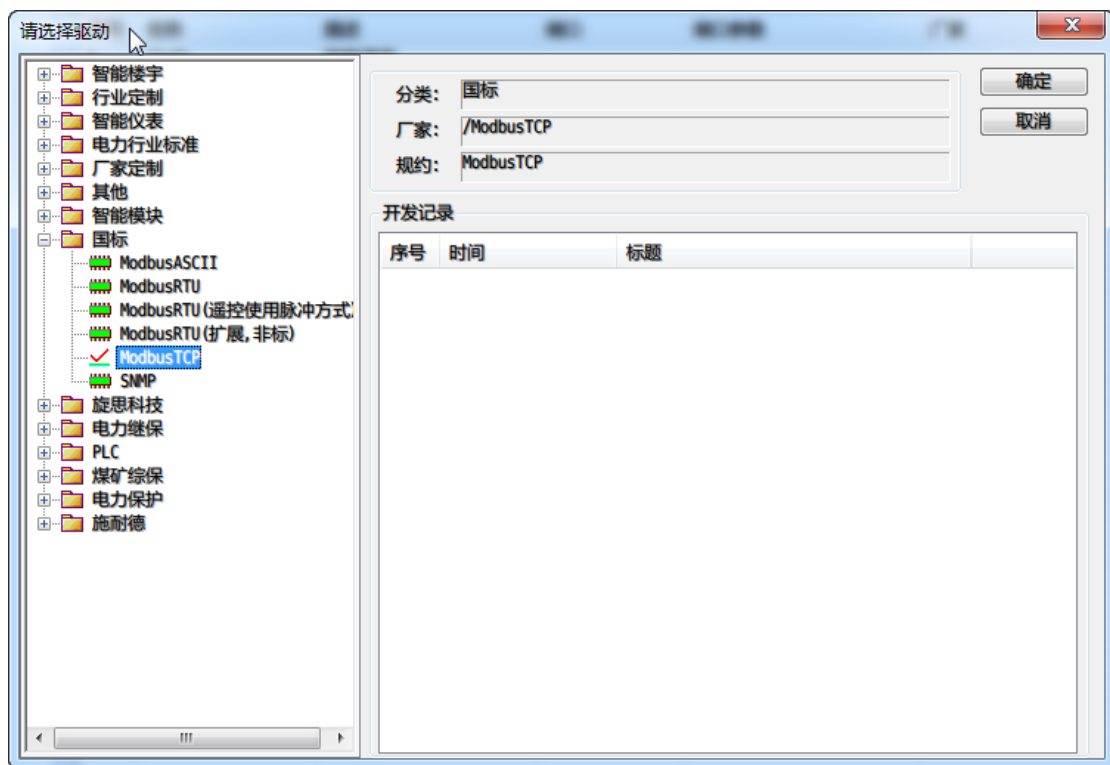 请选择驱动
智能楼宇
行业定制
智能仪表
电力行业标准
厂家定制
其他
智能模块
国标
ModbusASCII
ModbusRTU
ModbusRTU(遥控使用脉冲方式)
ModbusRTU(扩展,非标)
ModbusTCP
SNMP
旋思科技
电力继保
PLC
煤矿综保
电力保护
施耐德
分类: 国标
厂家: /ModbusTCP
规约: ModbusTCP
确定
取消
开发记录
序号 时间 标题